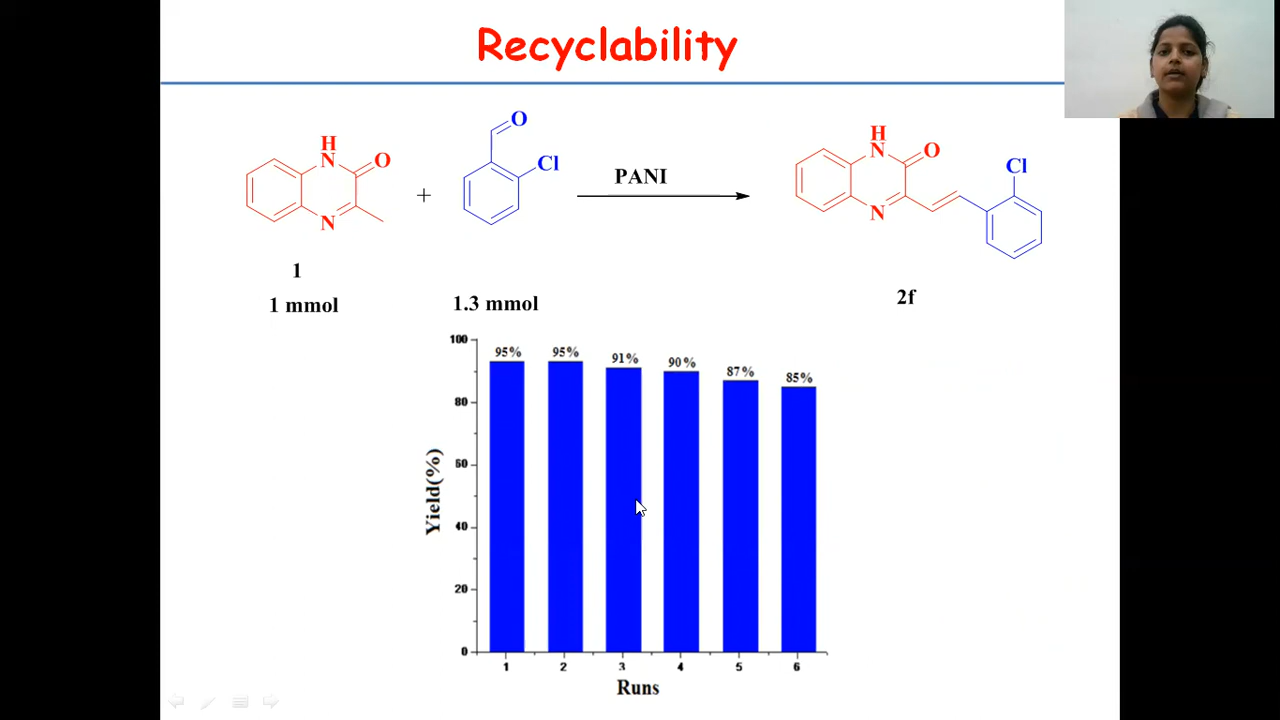 Recyclability
H
N
O
N
O
Cl
+
PANI
H
N
O
N
Cl
1
1 mmol
1.3 mmol
2f
Yield(%)
100
80
60
40
20
0
95%
95%
91%
90%
87%
85%
1 2 3 4 5 6
Runs